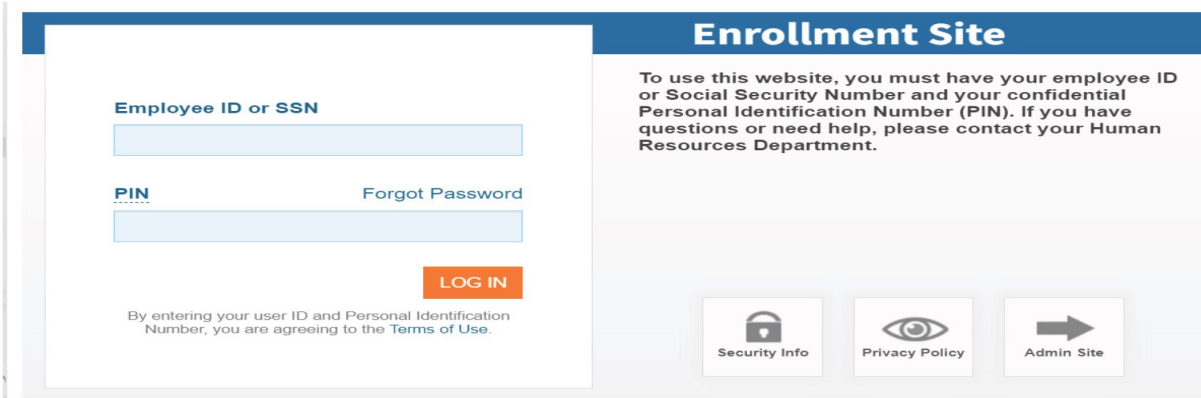 Enrollment Site
Employee ID or SSN
PIN
Forgot Password
LOG IN
By entering your user ID and Personal Identification
Number, you are agreeing to the Terms of Use.
To use this website, you must have your employee ID
or Social Security Number and your confidential
Personal Identification Number (PIN). If you have
questions or need help, please contact your Human
Resources Department.
Security Info
Privacy Policy
Admin Site